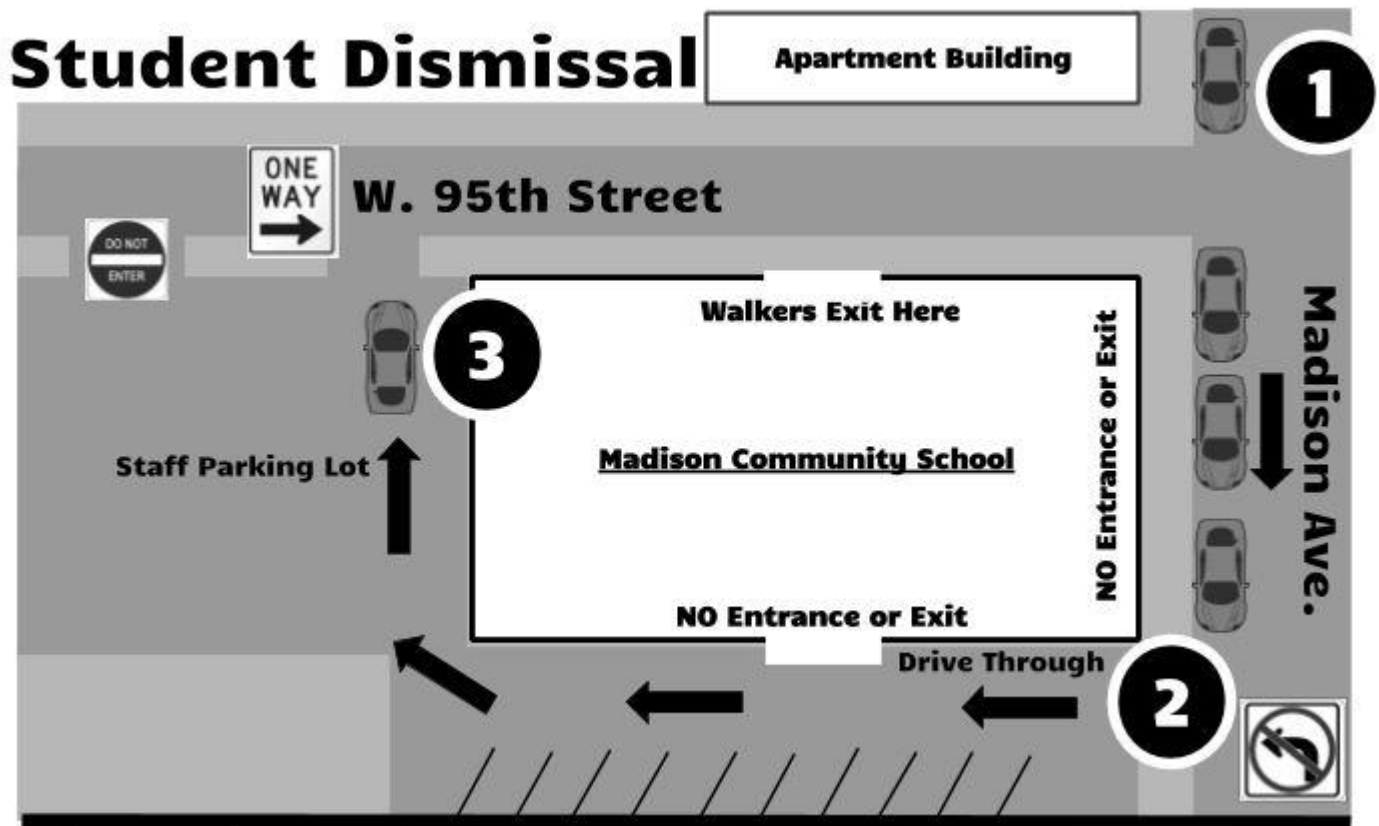 Student Dismissal
Apartment Building
1
ONE
WAY
W. 95th Street
DO NOT
ENTER
3
Walkers Exit Here
NO Entrance or Exit
Madison Ave.
Staff Parking Lot
Madison Community School
NO Entrance or Exit
Drive Through
2